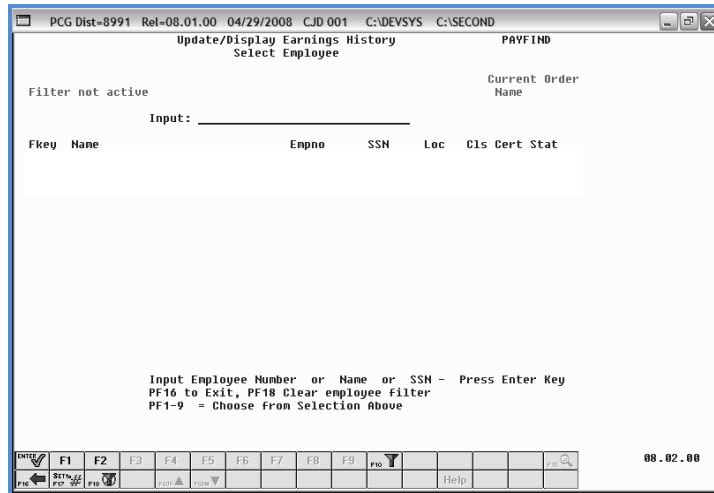 PCG Dist=8991 Rel=08.01.00 04/29/2008 CJD 001 C:\DEVSYS C:\SECOND
Update/Display Earnings History PAYFIND
Select Employee
Current Order
Filter not active Name
Input:
Fkey Name Empno SSN Loc Cls Cert Stat
Input Employee Number or Name or SSN - Press Enter Key
PF16 to Exit, PF18 Clear employee filter
PF1-9 = Choose from Selection Above
ENTER F1 F2 F3 F4 F5 F6 F7 F8 F9 F10 F15 08.02.00
F16 F17 F18 Help